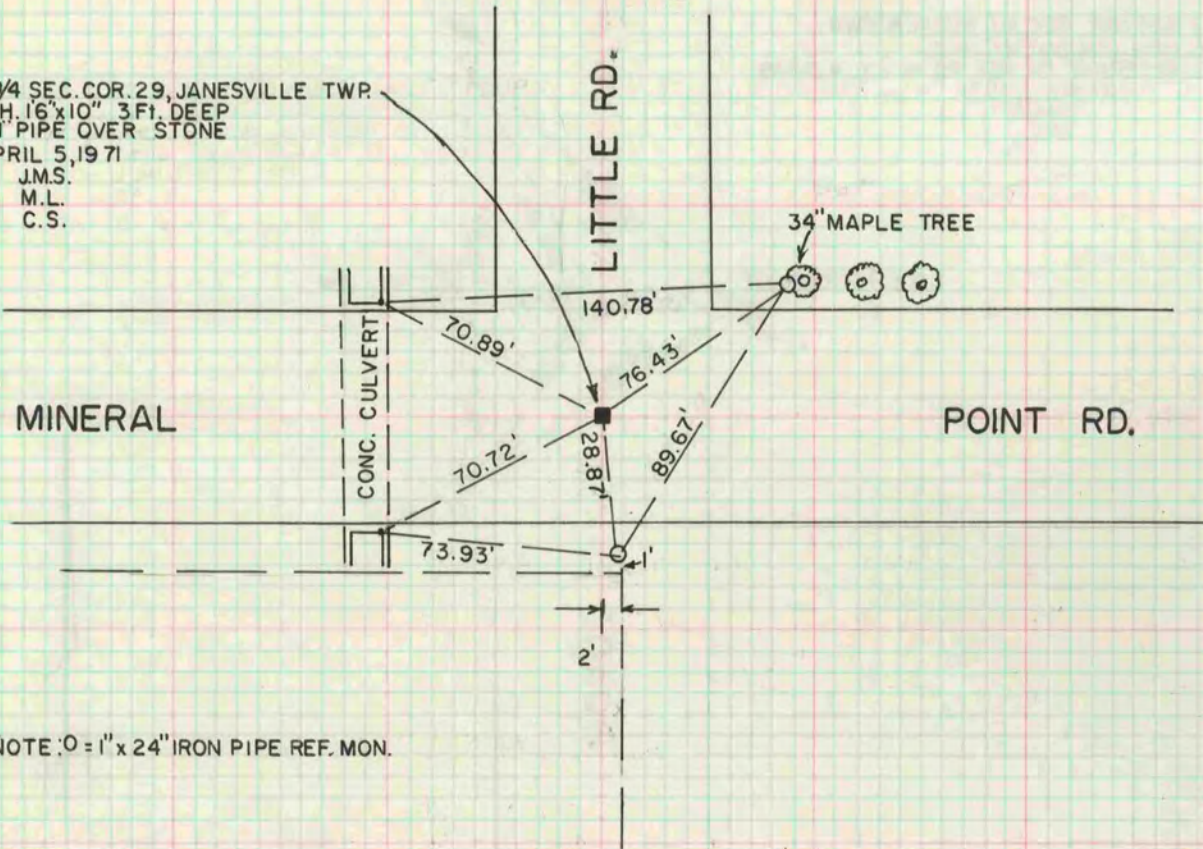 1/4 SEC. COR. 29, JANESVILLE TWP.
H. 16"x10" 3 Ft. DEEP
1" PIPE OVER STONE
PRIL 5, 1971
J.M.S.
M.L.
C.S.
LITTLE RD.
34" MAPLE TREE
140.78'
70.89'
76.43'
CONC. CULVERT
MINERAL
POINT RD.
70.72'
28.87'
89.67'
73.93'
1'
2'
NOTE: O = 1" x 24" IRON PIPE REF. MON.